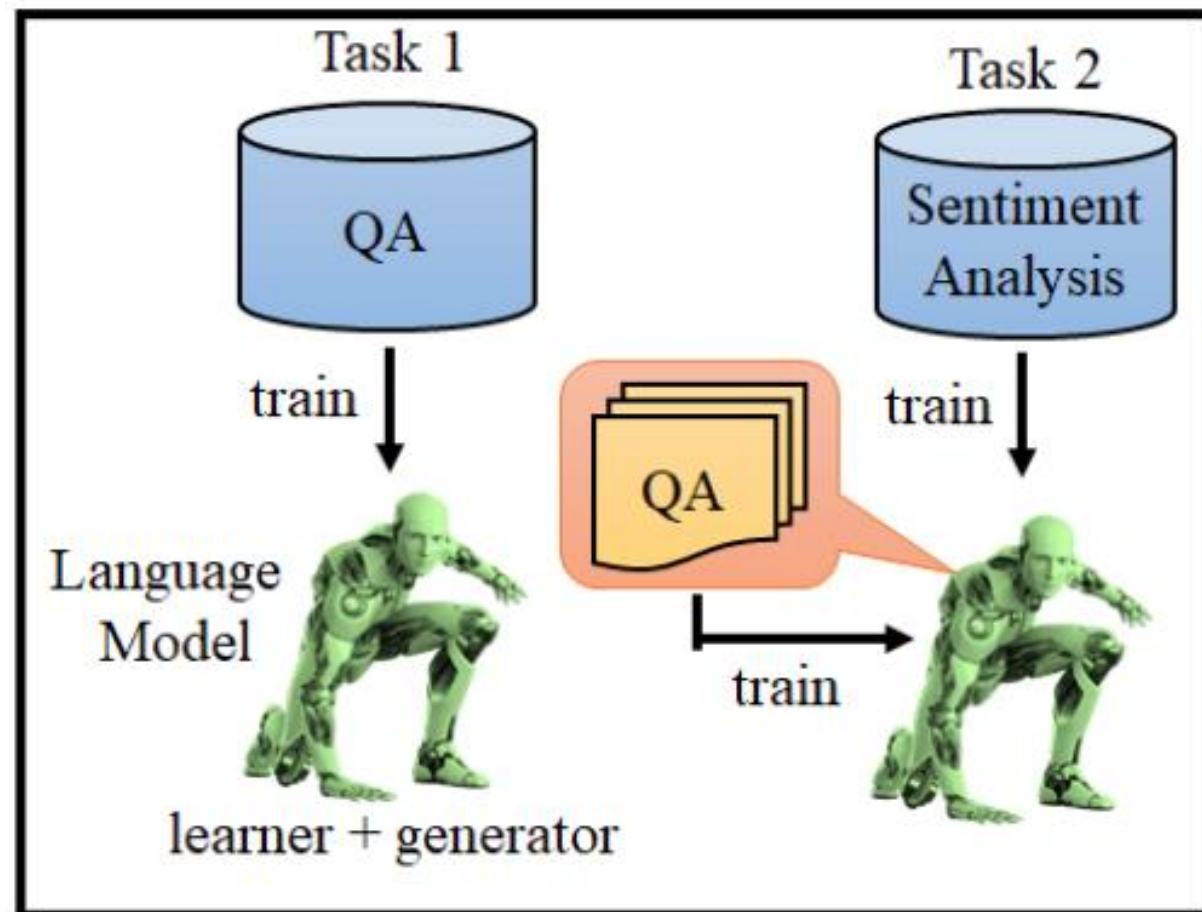 Task 1
Task 2
QA
Sentiment
Analysis
train
train
QA
Language
Model
train
learner + generator